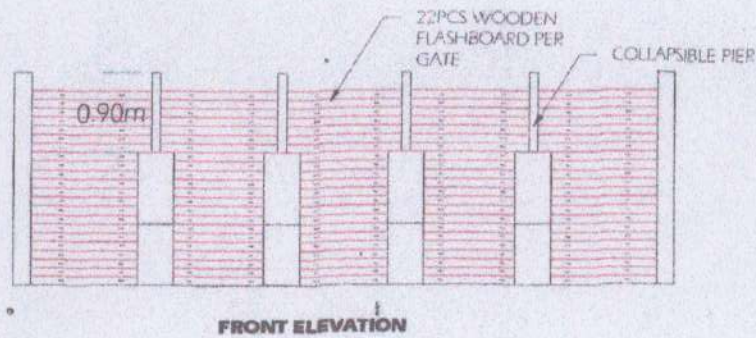 22PCS WOODEN
FLASHBOARD PER
GATE
COLLAPSIBLE PIER
0.90m
FRONT ELEVATION